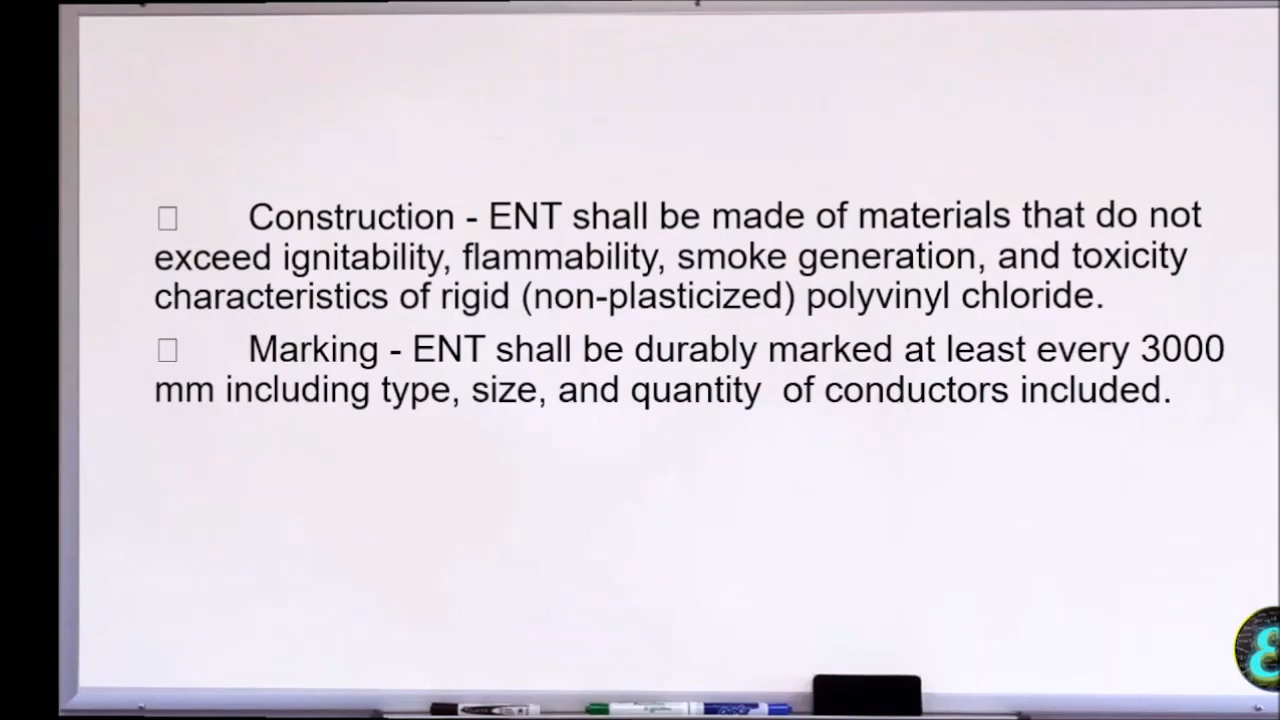 Construction - ENT shall be made of materials that do not
exceed ignitability, flammability, smoke generation, and toxicity
characteristics of rigid (non-plasticized) polyvinyl chloride.
Marking - ENT shall be durably marked at least every 3000
mm including type, size, and quantity of conductors included.